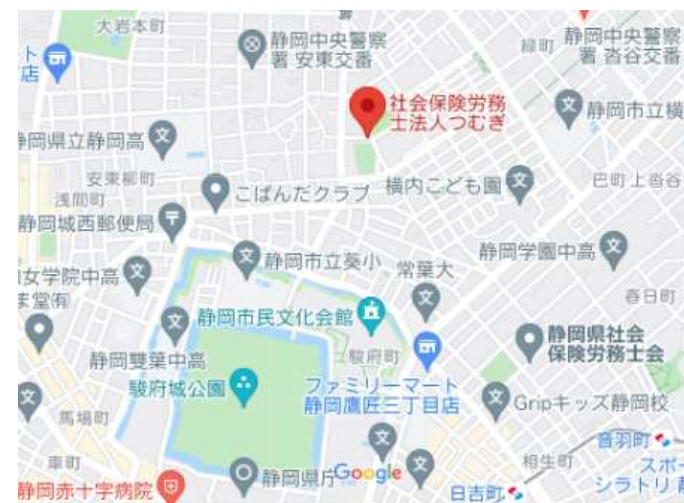 大岩本町
静岡中央警察
署 安東交番
緑町
静岡中央警察
署 沓谷交番
ト
店
社会保険労務
士法人つむぎ
静岡市立横
静岡県立静岡高
安東柳町
浅間町
こぱんだクラブ
横内こども園
巴町
上沓谷
静岡城西郵便局
静岡市立葵小
常葉大
静岡学園中高
女学院中高
ま堂㈲
春日町
静岡市民文化会館
静岡県社会
保険労務士会
静岡雙葉中高
駿府町
駿府城公園
ファミリーマート
静岡鷹匠三丁目店
Gripキッズ静岡校
馬場町
音羽町
車町
静岡県庁
Google
相生町
スポー
シラトリ
静岡赤十字病院
日吉町